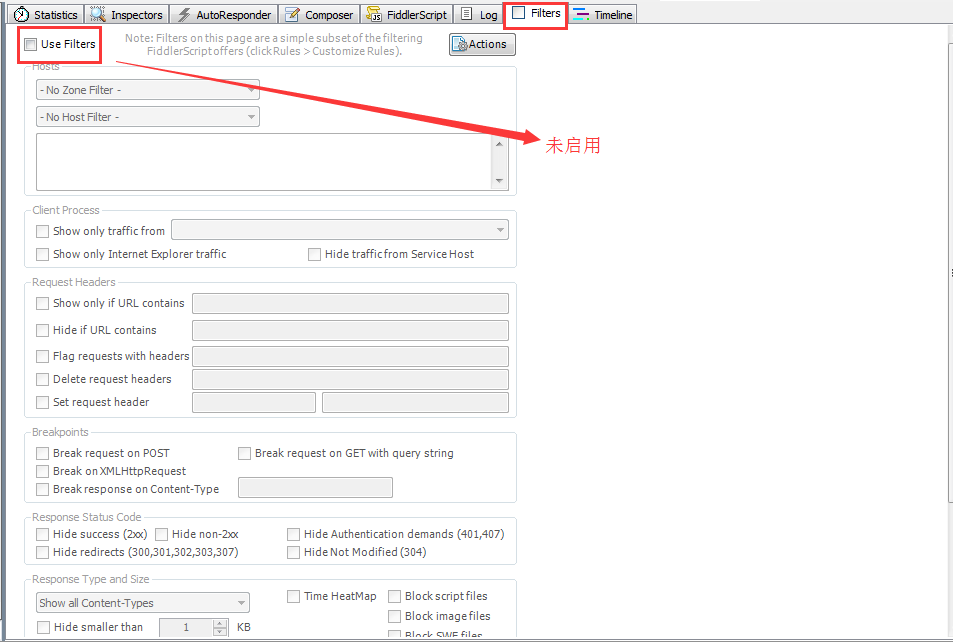 Statistics Inspectors AutoResponder Composer FiddlerScript Log Filters Timeline
Use Filters
Note: Filters on this page are a simple subset of the filtering
FiddlerScript offers (click Rules > Customize Rules).
Actions
Hosts
- No Zone Filter -
- No Host Filter -
未启用
Client Process
Show only traffic from
Show only Internet Explorer traffic Hide traffic from Service Host
Request Headers
Show only if URL contains
Hide if URL contains
Flag requests with headers
Delete request headers
Set request header
Breakpoints
Break request on POST Break request on GET with query string
Break on XMLHttpRequest
Break response on Content-Type
Response Status Code
Hide success (2xx) Hide non-2xx Hide Authentication demands (401,407)
Hide redirects (300,301,302,303,307) Hide Not Modified (304)
Response Type and Size
Show all Content-Types Time HeatMap Block script files
Block image files
Hide smaller than 1 KB
Block SWF files